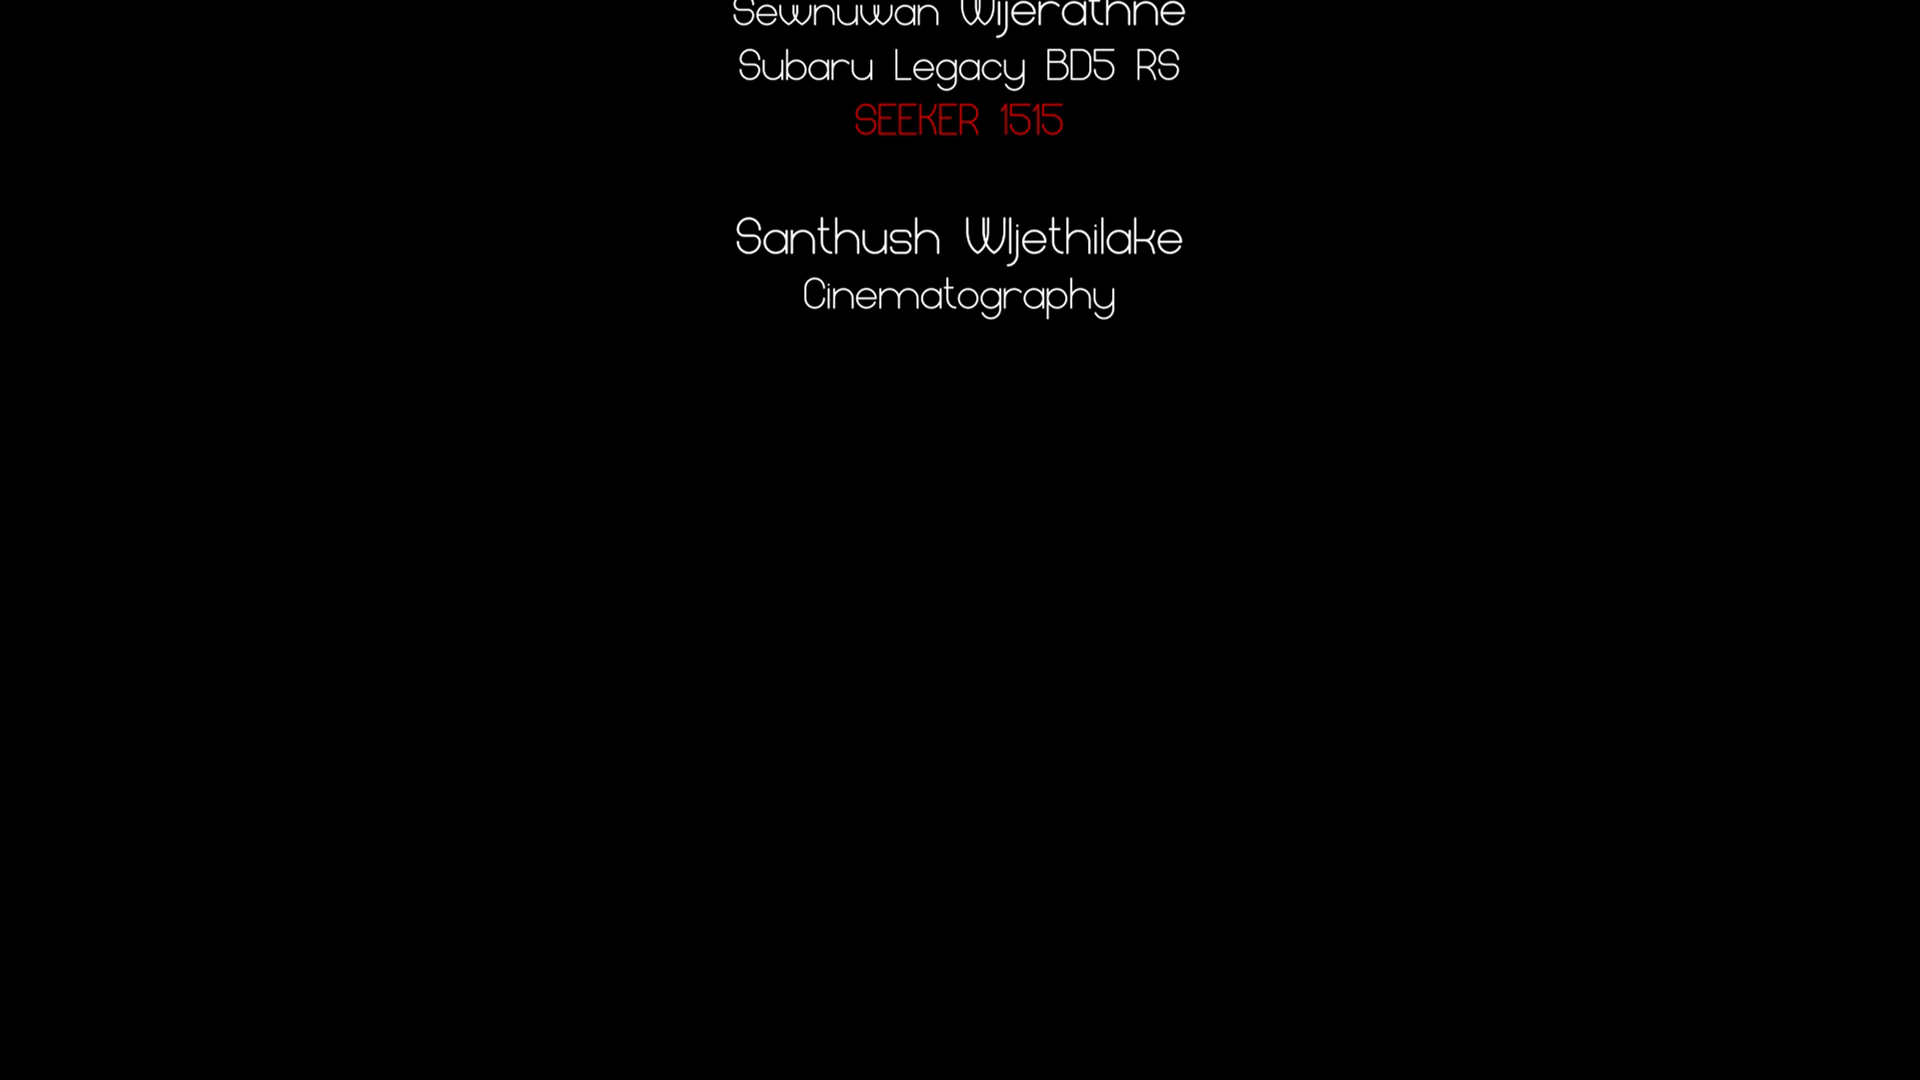 Sewnuwan Wijerathne
Subaru Legacy BD5 RS
SEEKER 1515
Santhush WIjethilake
Cinematography